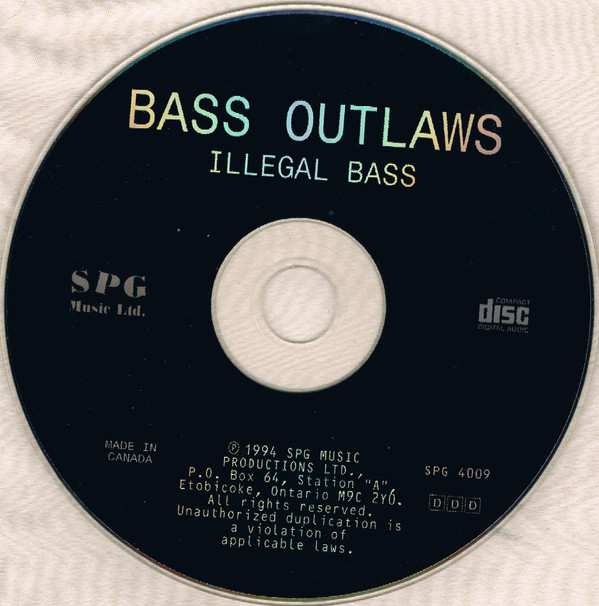 BASS OUTLAWS
ILLEGAL BASS
SPG
Music Ltd.
COMPACT
disc
DIGITAL AUDIO
MADE IN
CANADA
℗ 1994 SPG MUSIC
PRODUCTIONS LTD.,
P.O. Box 64, Station "A",
Etobicoke, Ontario M9C 2Y0.
All rights reserved.
Unauthorized duplication is
a violation of
applicable laws.
SPG 4009
D D D